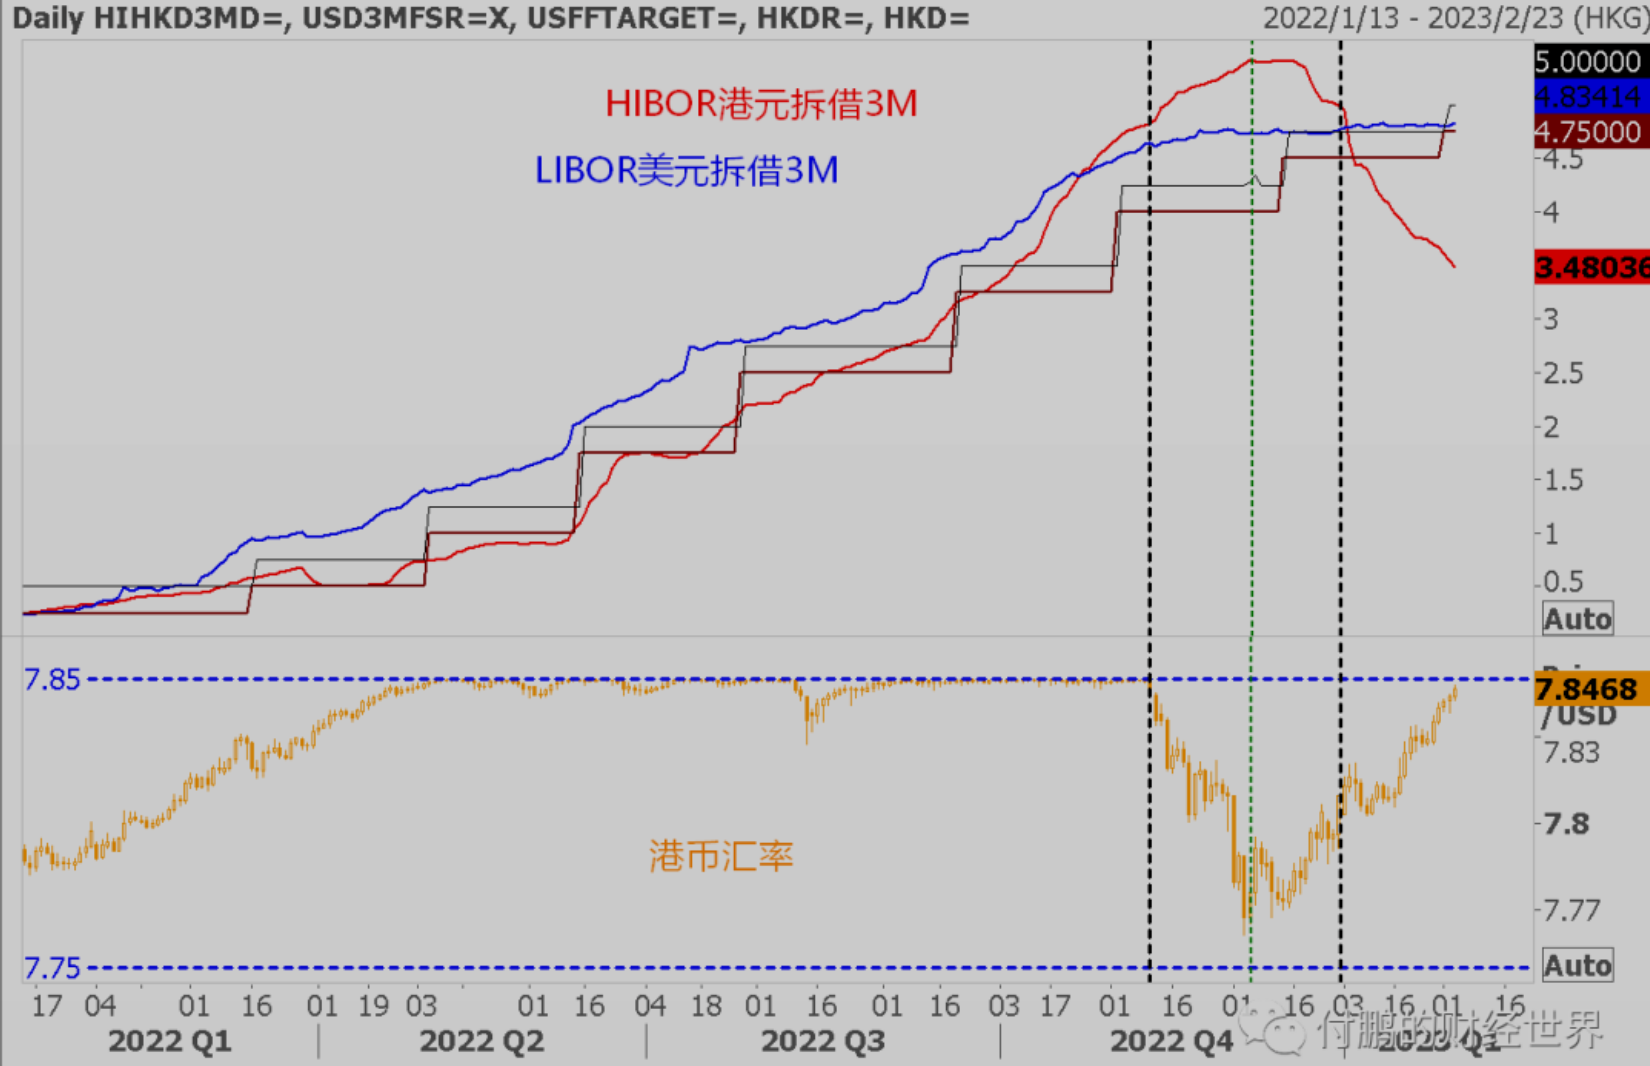 Daily HIHKD3MD=, USD3MFSR=X, USFFTARGET=, HKDR=, HKD=
2022/1/13 - 2023/2/23 (HKG)
HIBOR港元拆借3M
LIBOR美元拆借3M
5.00000
4.83414
4.75000
4.5
4
3.48036
3
2.5
2
1.5
1
0.5
Auto
7.85
7.8468
/USD
7.83
7.8
港币汇率
7.77
7.75
Auto
17 04 01 16 01 19 03 01 16 04 18 01 16 01 16 03 17 01 16 01 16 03 16 01 16
2022 Q1 2022 Q2 2022 Q3 2022 Q4 2023 Q1
付鹏的财经世界